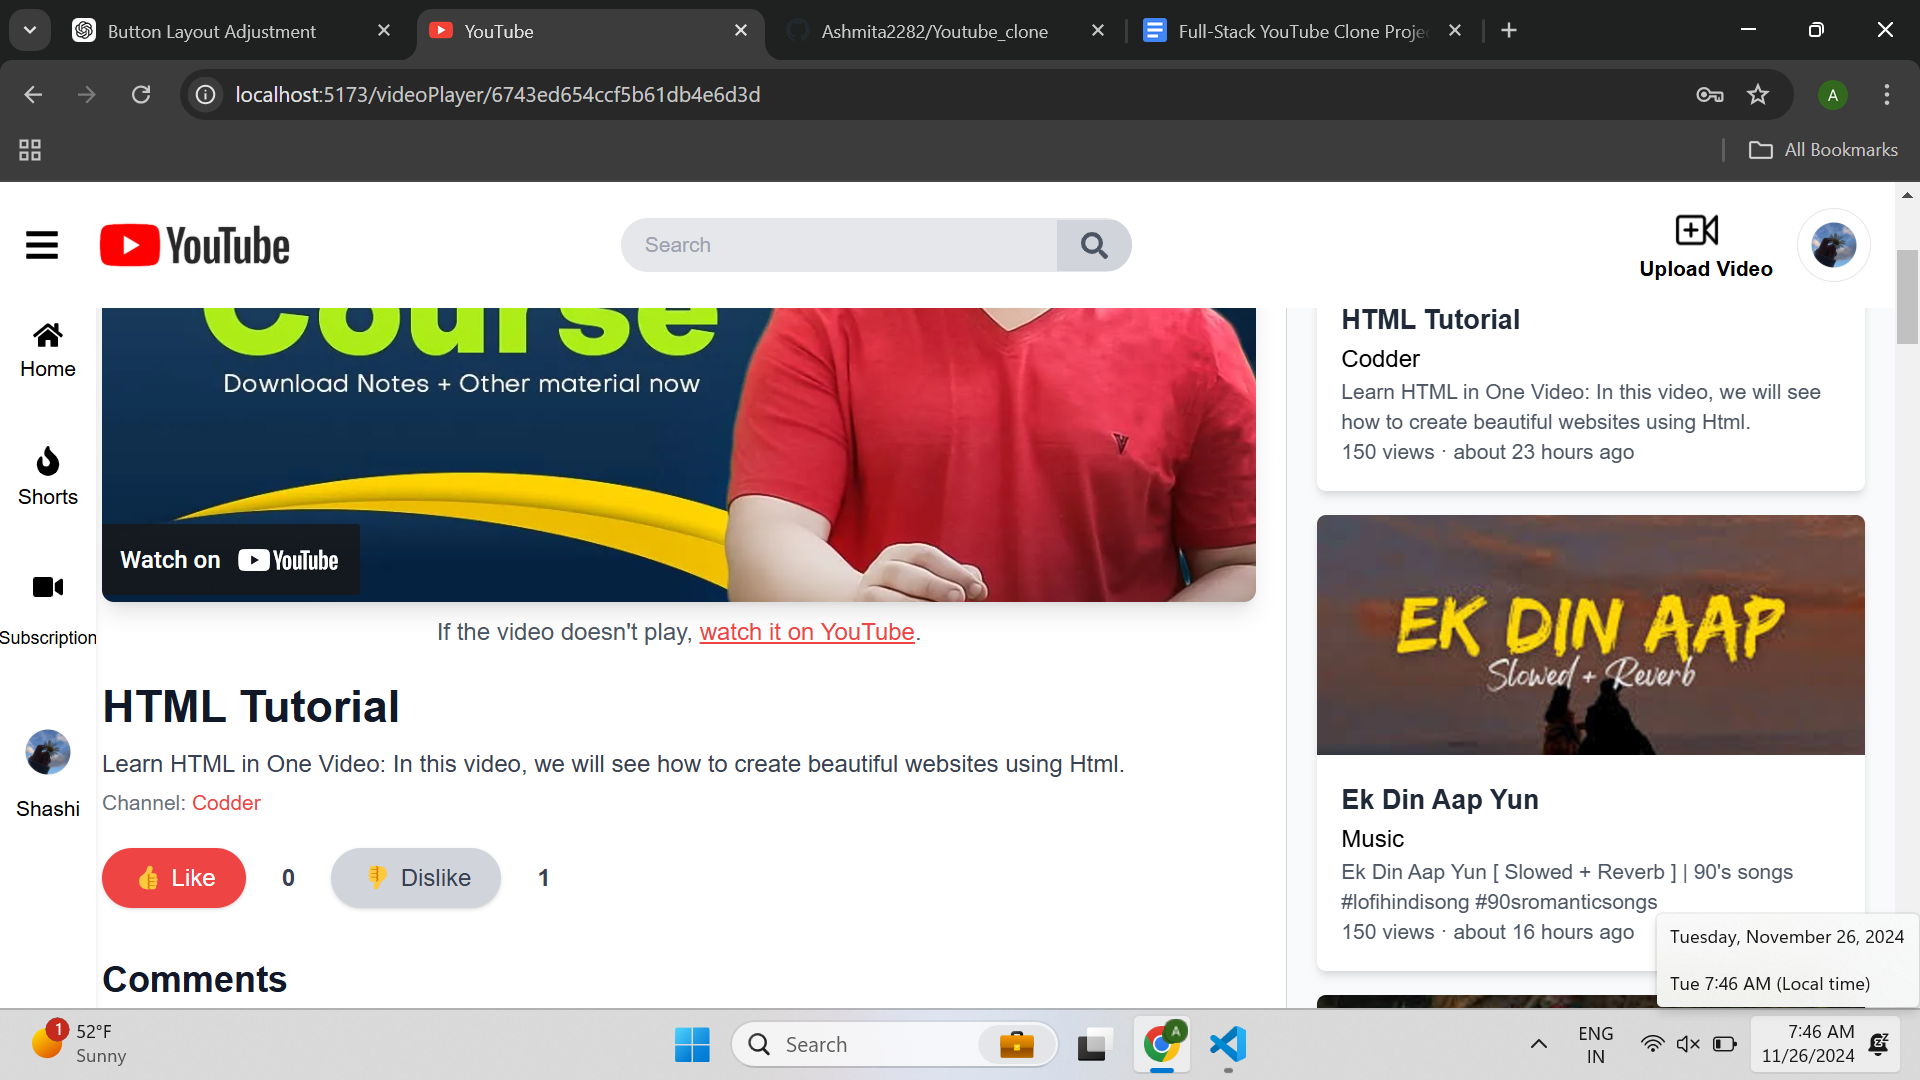 Button Layout Adjustment
YouTube
Ashmita2282/Youtube_clone
Full-Stack YouTube Clone Proje
localhost:5173/videoPlayer/6743ed654ccf5b61db4e6d3d
A
All Bookmarks
YouTube
Search
Upload Video
Home
Shorts
Subscription
Shashi
Course
Download Notes + Other material now
Watch on YouTube
If the video doesn't play, watch it on YouTube.
HTML Tutorial
Learn HTML in One Video: In this video, we will see how to create beautiful websites using Html.
Channel: Codder
👍 Like 0 👎 Dislike 1
Comments
HTML Tutorial
Codder
Learn HTML in One Video: In this video, we will see
how to create beautiful websites using Html.
150 views · about 23 hours ago
EK DIN AAP
Slowed + Reverb
Ek Din Aap Yun
Music
Ek Din Aap Yun [ Slowed + Reverb ] | 90's songs
#lofihindisong #90sromanticsongs
150 views · about 16 hours ago
Tuesday, November 26, 2024
Tue 7:46 AM (Local time)
1
52°F
Sunny
Search
A
ENG
IN
7:46 AM
11/26/2024